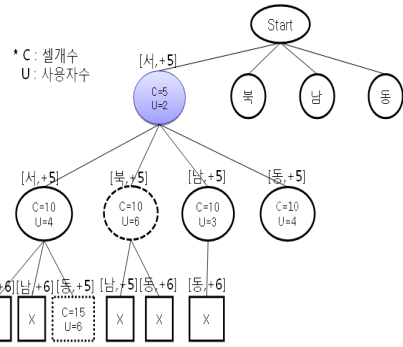 Start
* C : 셀개수
U : 사용자수
[서,+5]
C=5
U=2
북
남
동
[서,+5]
[북,+5]
[남,+5]
[동,+5]
C=10
U=4
C=10
U=6
C=10
U=3
C=10
U=4
+6]
[남,+6]
[동,+5]
[남,+5]
[동,+6]
[동,+6]
X
C=15
U=6
X
X
X